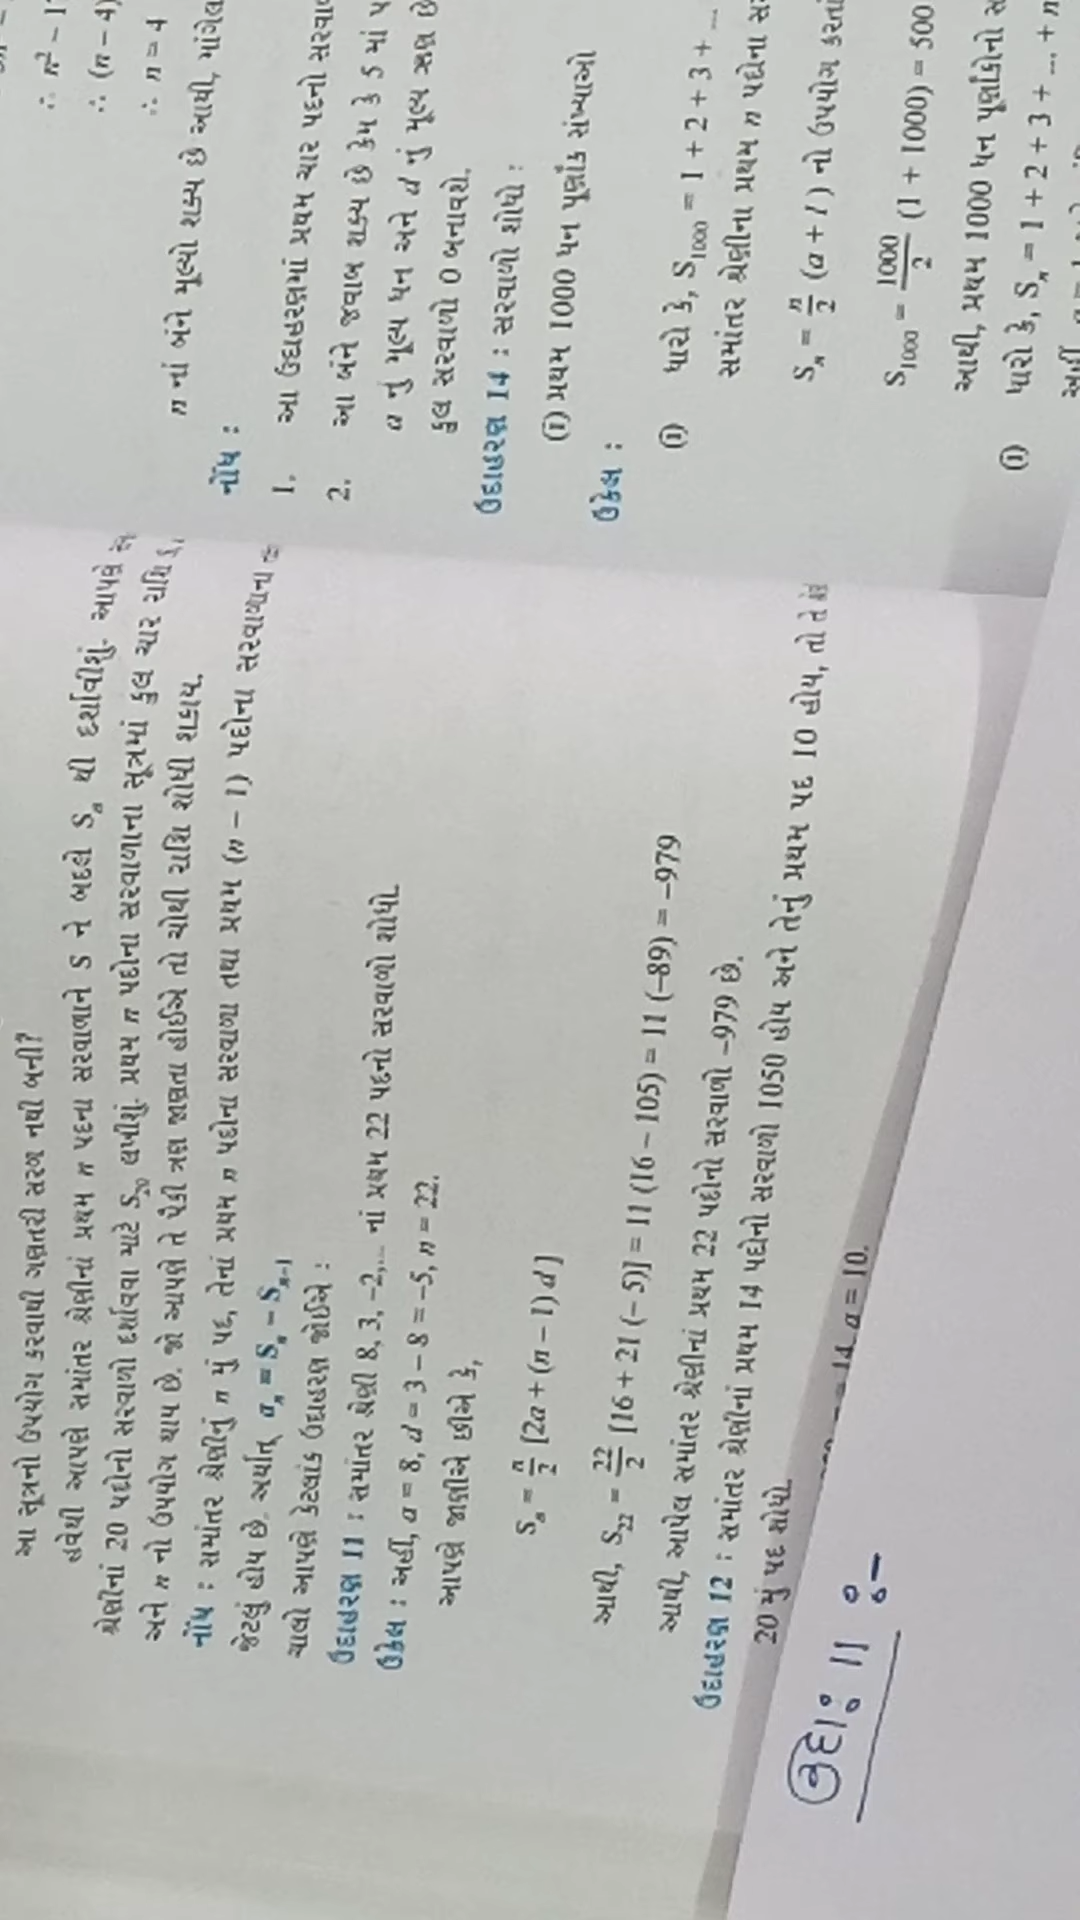 આ સૂત્રનો ઉપયોગ કરવાથી ગણતરી સરળ નથી બની?
હવેથી આપણે સમાંતર શ્રેણીનાં પ્રથમ n પદના સરવાળાને S ને બદલે Sₙ થી દર્શાવીશું. આપણે
શ્રેણીનાં 20 પદોનો સરવાળો દર્શાવવા માટે S₂₀ લખીશું. પ્રથમ n પદોના સરવાળાના સૂત્રમાં કુલ ચાર રાશિ
અને n નો ઉપયોગ થાય છે. જો આપણે તે પૈકી ત્રણ જાણતા હોઈએ તો ચોથી રાશિ શોધી શકાય.
નોંધ : સમાંતર શ્રેણીનું n મું પદ, તેનાં પ્રથમ n પદોના સરવાળા તથા પ્રથમ (n – 1) પદોના સરવાળાના
જેટલું હોય છે. અર્થાત્ aₙ = Sₙ – Sₙ₋₁
ચાલો આપણે કેટલાંક ઉદાહરણ જોઈએ :
ઉદાહરણ 11 : સમાંતર શ્રેણી 8, 3, –2,... નાં પ્રથમ 22 પદનો સરવાળો શોધો.
ઉકેલ : અહીં, a = 8, d = 3 – 8 = –5, n = 22.
આપણે જાણીએ છીએ કે,
Sₙ = n/2 [2a + (n – 1) d]
આથી, S₂₂ = 22/2 [16 + 21 (– 5)] = 11 (16 – 105) = 11 (–89) = –979
આથી, આપેલ સમાંતર શ્રેણીનાં પ્રથમ 22 પદોનો સરવાળો –979 છે.
ઉદાહરણ 12 : સમાંતર શ્રેણીનાં પ્રથમ 14 પદોનો સરવાળો 1050 હોય અને તેનું પ્રથમ પદ 10 હોય, તો તે
20 મું પદ શોધો.
= 14, a = 10.
ઉદાઃ 11 ઃ–
∴ n² – 1
∴ (n – 4)
∴ n = 4
n નાં બંને મૂલ્યો શક્ય છે આથી, માંગેલ
નોંધ :
1. આ ઉદાહરણમાં પ્રથમ ચાર પદનો સરવા
2. આ બંને જવાબ શક્ય છે કેમ કે 5 માં પ
a નું મૂલ્ય ધન અને d નું મૂલ્ય ઋણ છે
કુલ સરવાળો 0 બનાવશે.
ઉદાહરણ 14 : સરવાળો શોધો :
(i) પ્રથમ 1000 ધન પૂર્ણાંક સંખ્યાઓ
ઉકેલ :
(i) ધારો કે, S₁₀₀₀ = 1 + 2 + 3 + ...
સમાંતર શ્રેણીના પ્રથમ n પદોના સર
Sₙ = n/2 (a + l) નો ઉપયોગ કરતાં
S₁₀₀₀ = 1000/2 (1 + 1000) = 500
આથી, પ્રથમ 1000 ધન પૂર્ણાંકોનો સ
(i) ધારો કે, Sₙ = 1 + 2 + 3 + ... + n